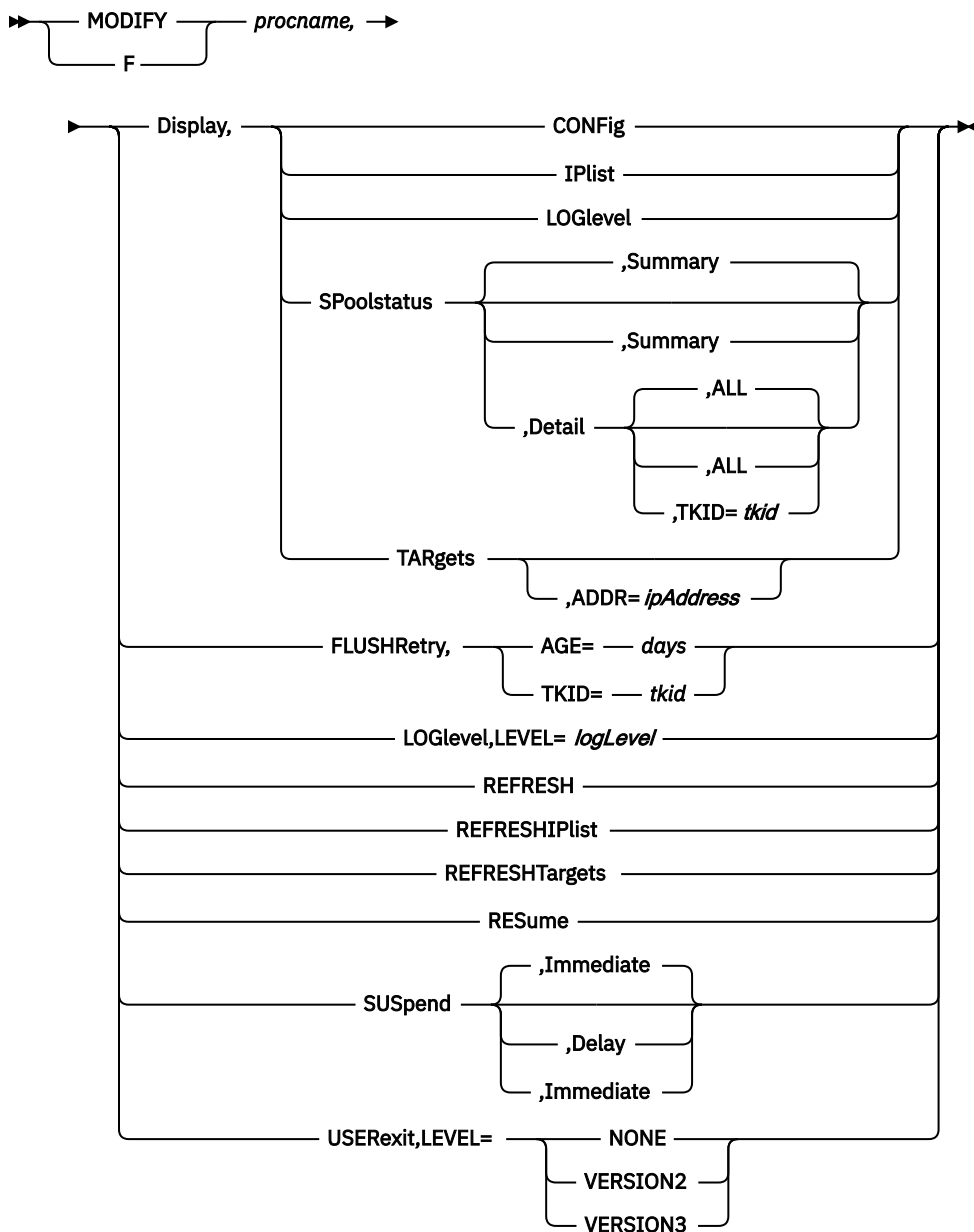 MODIFY procname,
F
Display, CONFig
IPlist
LOGlevel
,Summary
SPoolstatus
,Summary
,ALL
,Detail
,ALL
,TKID= tkid
TARgets
,ADDR= ipAddress
FLUSHRetry, AGE= days
TKID= tkid
LOGlevel,LEVEL= logLevel
REFRESH
REFRESHIPlist
REFRESHTargets
RESume
,Immediate
SUSpend
,Delay
,Immediate
USERexit,LEVEL= NONE
VERSION2
VERSION3